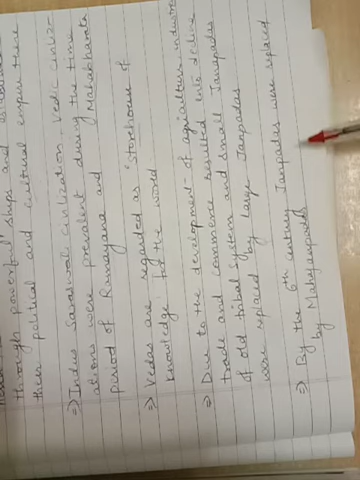 through powerful ships and
their political and cultural empire there
=> Indus Saraswati civilization, Vedic civiliz-
ations were prevalent during the time
period of Ramayana and Mahabharata
=> Vedas are regarded as "storehouse of
knowledge" to the world
=> Due to the development of agriculture industry
trade and commerce resulted into decline
of old tribal system and small Janapadas
were replaced by large Janpadas
=> By the 6th century Janpadas were replaced
by Mahajanpadas